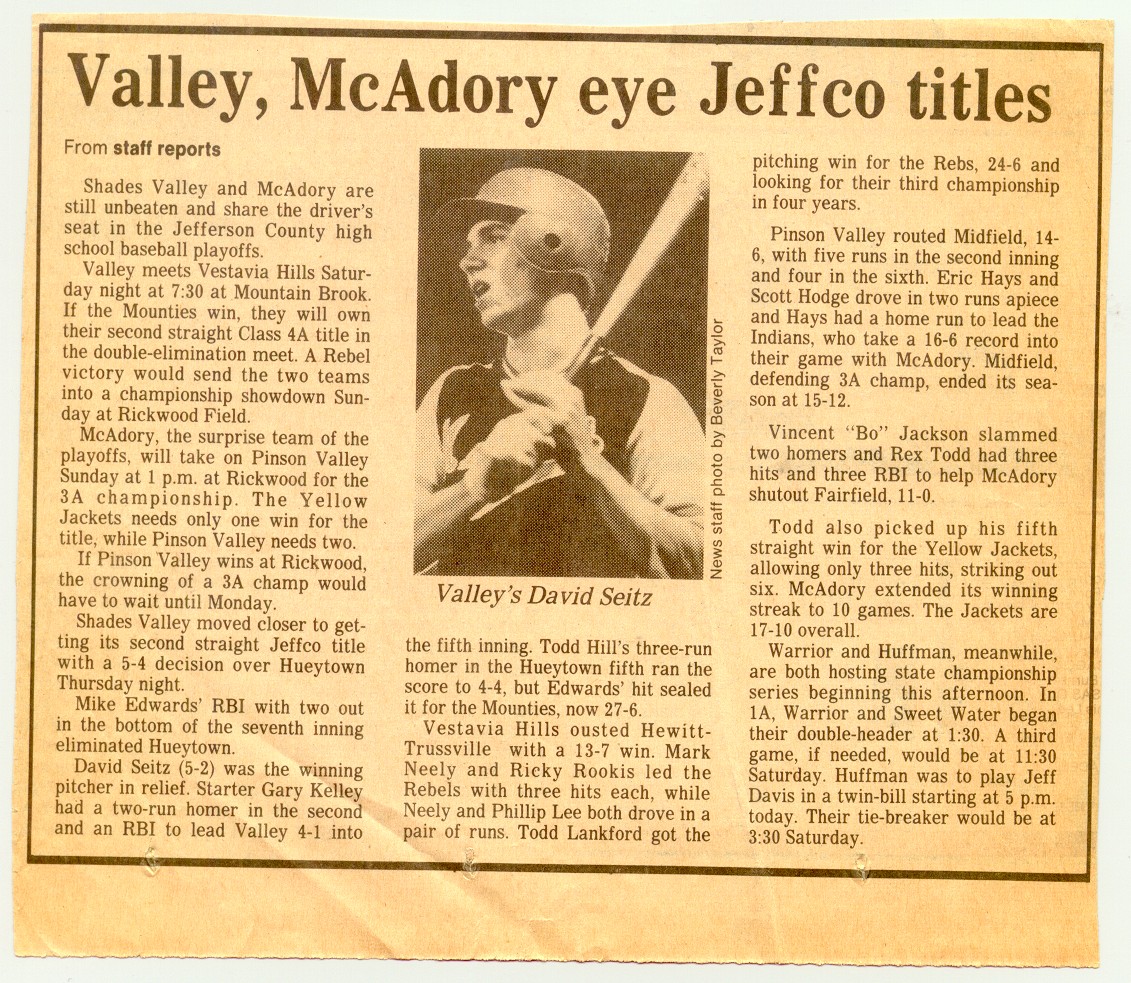 Valley, McAdory eye Jeffco titles
From staff reports
Shades Valley and McAdory are
still unbeaten and share the driver's
seat in the Jefferson County high
school baseball playoffs.
Valley meets Vestavia Hills Satur-
day night at 7:30 at Mountain Brook.
If the Mounties win, they will own
their second straight Class 4A title in
the double-elimination meet. A Rebel
victory would send the two teams
into a championship showdown Sun-
day at Rickwood Field.
McAdory, the surprise team of the
playoffs, will take on Pinson Valley
Sunday at 1 p.m. at Rickwood for the
3A championship. The Yellow
Jackets needs only one win for the
title, while Pinson Valley needs two.
If Pinson Valley wins at Rickwood,
the crowning of a 3A champ would
have to wait until Monday.
Shades Valley moved closer to get-
ting its second straight Jeffco title
with a 5-4 decision over Hueytown
Thursday night.
Mike Edwards' RBI with two out
in the bottom of the seventh inning
eliminated Hueytown.
David Seitz (5-2) was the winning
pitcher in relief. Starter Gary Kelley
had a two-run homer in the second
and an RBI to lead Valley 4-1 into
News staff photo by Beverly Taylor
Valley's David Seitz
the fifth inning. Todd Hill's three-run
homer in the Hueytown fifth ran the
score to 4-4, but Edwards' hit sealed
it for the Mounties, now 27-6.
Vestavia Hills ousted Hewitt-
Trussville with a 13-7 win. Mark
Neely and Ricky Rookis led the
Rebels with three hits each, while
Neely and Phillip Lee both drove in a
pair of runs. Todd Lankford got the
pitching win for the Rebs, 24-6 and
looking for their third championship
in four years.
Pinson Valley routed Midfield, 14-
6, with five runs in the second inning
and four in the sixth. Eric Hays and
Scott Hodge drove in two runs apiece
and Hays had a home run to lead the
Indians, who take a 16-6 record into
their game with McAdory. Midfield,
defending 3A champ, ended its sea-
son at 15-12.
Vincent "Bo" Jackson slammed
two homers and Rex Todd had three
hits and three RBI to help McAdory
shutout Fairfield, 11-0.
Todd also picked up his fifth
straight win for the Yellow Jackets,
allowing only three hits, striking out
six. McAdory extended its winning
streak to 10 games. The Jackets are
17-10 overall.
Warrior and Huffman, meanwhile,
are both hosting state championship
series beginning this afternoon. In
1A, Warrior and Sweet Water began
their double-header at 1:30. A third
game, if needed, would be at 11:30
Saturday. Huffman was to play Jeff
Davis in a twin-bill starting at 5 p.m.
today. Their tie-breaker would be at
3:30 Saturday.